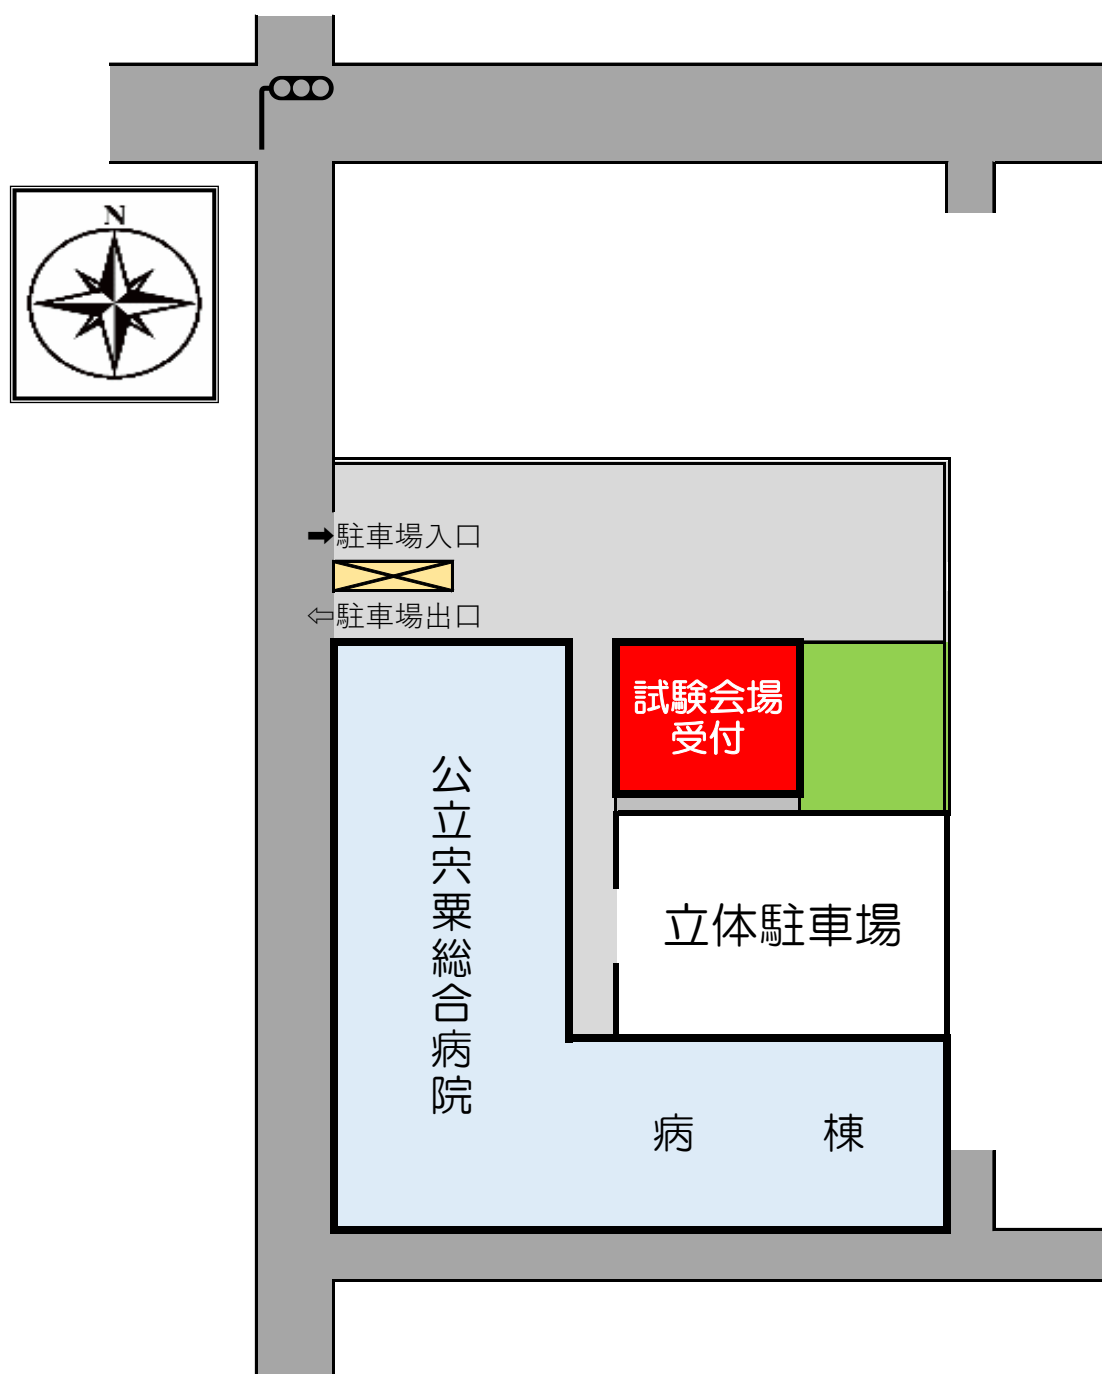 N
駐車場入口
駐車場出口
試験会場
受付
公立宍粟総合病院
立体駐車場
病　棟